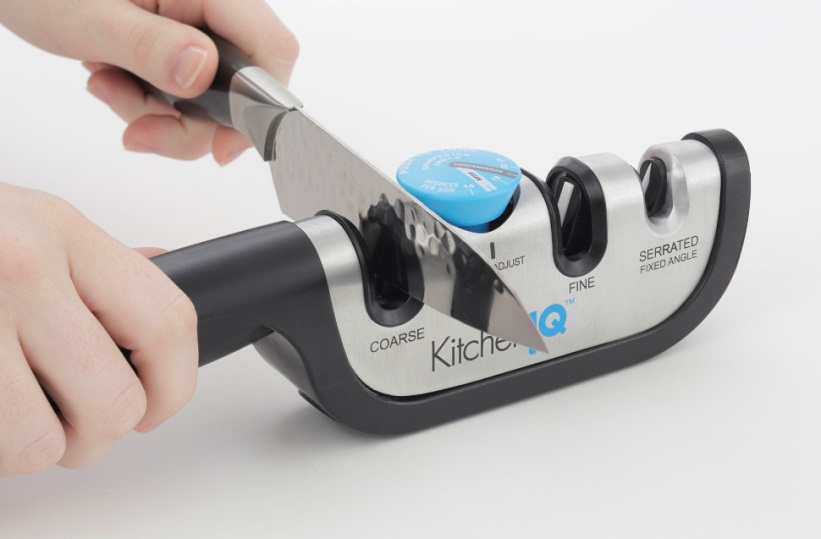 DEGREES
PER SIDE
ADJUST
SERRATED
FIXED ANGLE
FINE
COARSE
KitchenIQ™